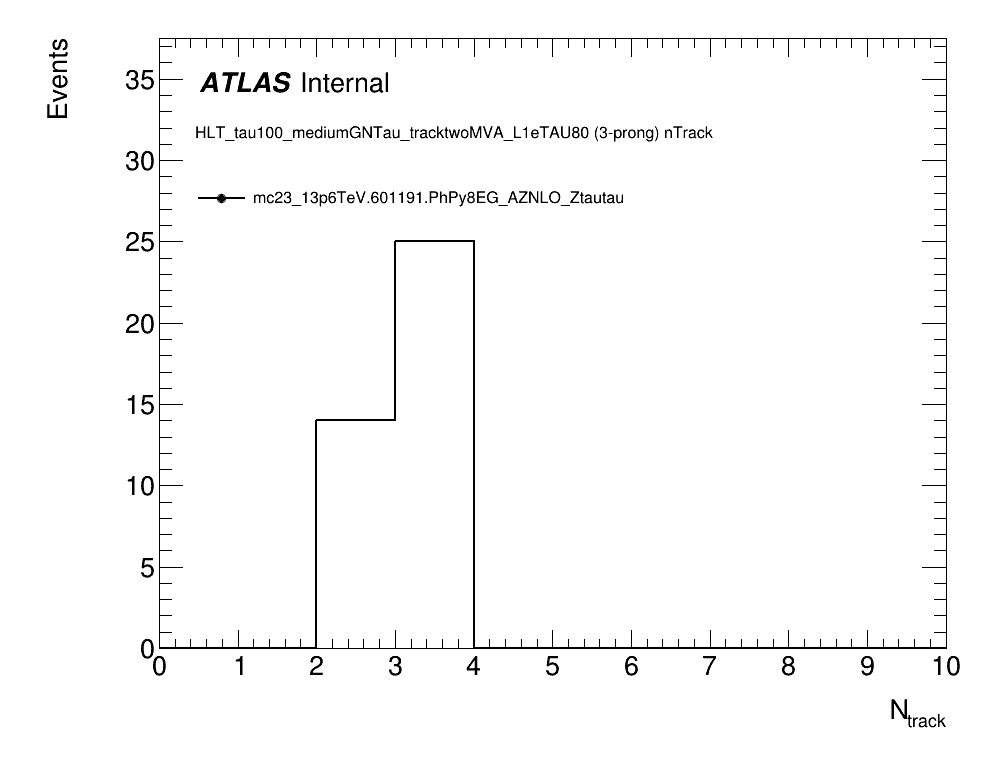 Events
ATLAS Internal
HLT_tau100_mediumGNTau_tracktwoMVA_L1eTAU80 (3-prong) nTrack
mc23_13p6TeV.601191.PhPy8EG_AZNLO_Ztautau
35
30
25
20
15
10
5
0
0 1 2 3 4 5 6 7 8 9 10
N_track